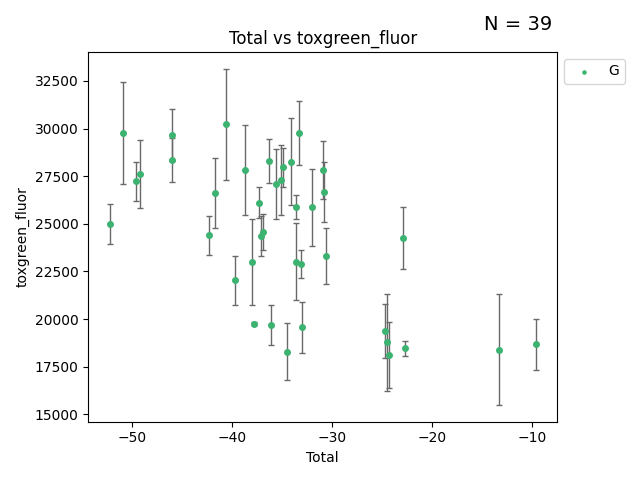 N = 39
Total vs toxgreen_fluor
G
toxgreen_fluor
32500
30000
27500
25000
22500
20000
17500
15000
−50
−40
−30
−20
−10
Total